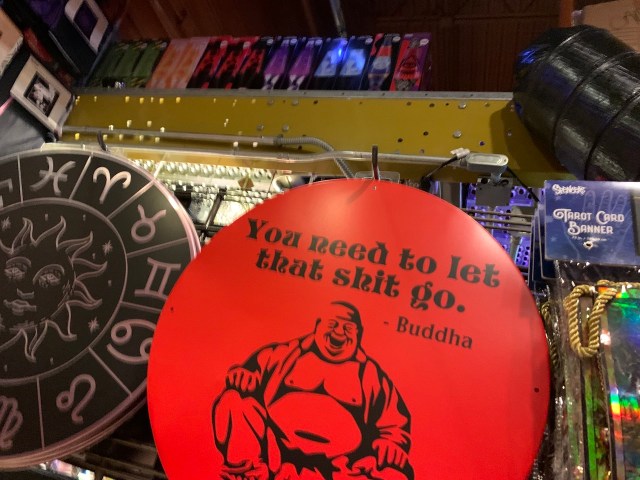 You need to let
that shit go.
- Buddha
TAROT CARD
BANNER